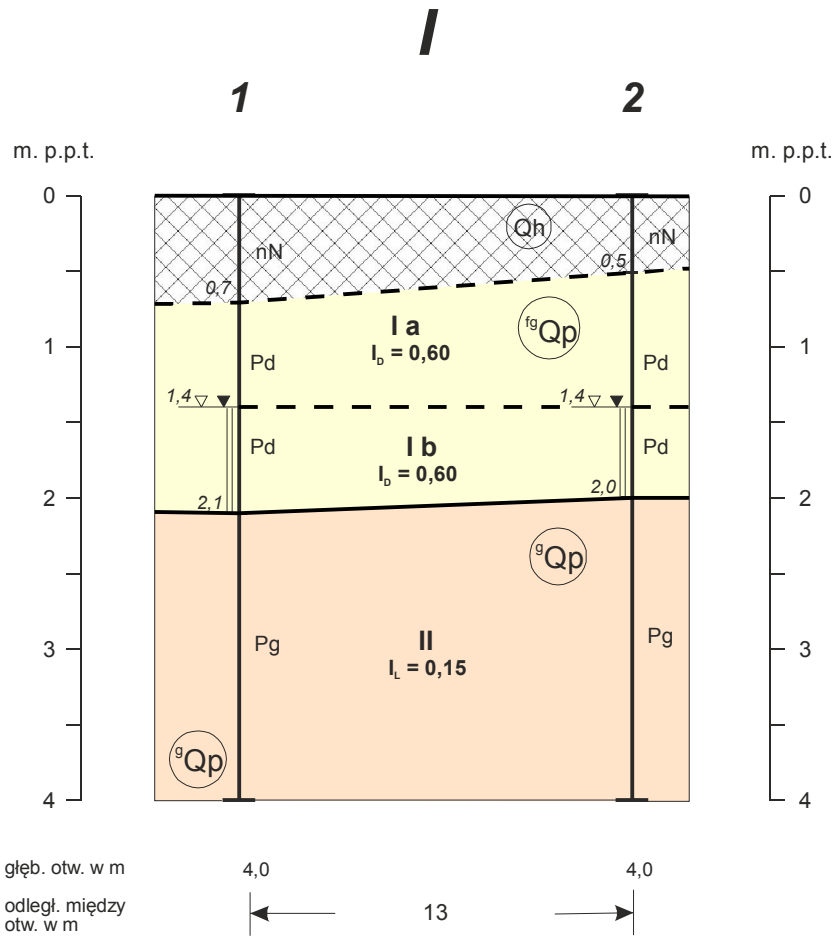 I
1 2
m. p.p.t. m. p.p.t.
0 0
Qh
nN nN
0,5
0,7
I a
I_D = 0,60
fgQp
1 1
Pd Pd
1,4 1,4
I b
I_D = 0,60
Pd Pd
2,1 2,0
2 2
gQp
3 3
Pg Pg
II
I_L = 0,15
gQp
4 4
głęb. otw. w m 4,0 4,0
odległ. między
otw. w m
13